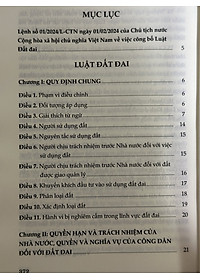 MỤC LỤC
Lệnh số 01/2024/L-CTN ngày 01/02/2024 của Chủ tịch nước
Cộng hòa xã hội chủ nghĩa Việt Nam về việc công bố Luật
Đất đai 5
LUẬT ĐẤT ĐAI
Chương I: QUY ĐỊNH CHUNG 6
Điều 1. Phạm vi điều chỉnh 6
Điều 2. Đối tượng áp dụng 6
Điều 3. Giải thích từ ngữ 6
Điều 4. Người sử dụng đất
Điều 5. Nguyên tắc sử dụng đất
Điều 6. Người chịu trách nhiệm trước Nhà nước đối với việc
sử dụng đất
Điều 7. Người chịu trách nhiệm trước Nhà nước đối với đất
được giao quản lý
Điều 8. Khuyến khích đầu tư vào sử dụng đất đai
Điều 9. Phân loại đất
Điều 10. Xác định loại đất
Điều 11. Hành vi bị nghiêm cấm trong lĩnh vực đất đai
Chương II: QUYỀN HẠN VÀ TRÁCH NHIỆM CỦA
NHÀ NƯỚC, QUYỀN VÀ NGHĨA VỤ CỦA CÔNG DÂN
ĐỐI VỚI ĐẤT ĐAI 21